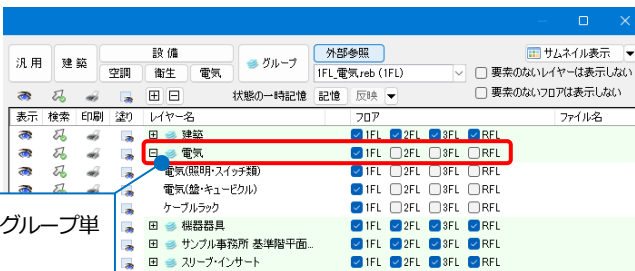 汎用 建築 設備 グループ 外部参照 サムネイル表示
空調 衛生 電気 1FL_電気.reb (1FL) 要素のないレイヤーは表示しない
状態の一時記憶 記憶 反映 要素のないフロアは表示しない
表示 検索 印刷 塗り レイヤー名 フロア ファイル名
建築 1FL 2FL 3FL RFL
電気 1FL 2FL 3FL RFL
電気(照明・スイッチ類) 1FL 2FL 3FL RFL
電気(盤・キュービクル) 1FL 2FL 3FL RFL
ケーブルラック 1FL 2FL 3FL RFL
グループ単
機器器具 1FL 2FL 3FL RFL
サンプル事務所 基準階平面... 1FL 2FL 3FL RFL
スリーブ・インサート 1FL 2FL 3FL RFL